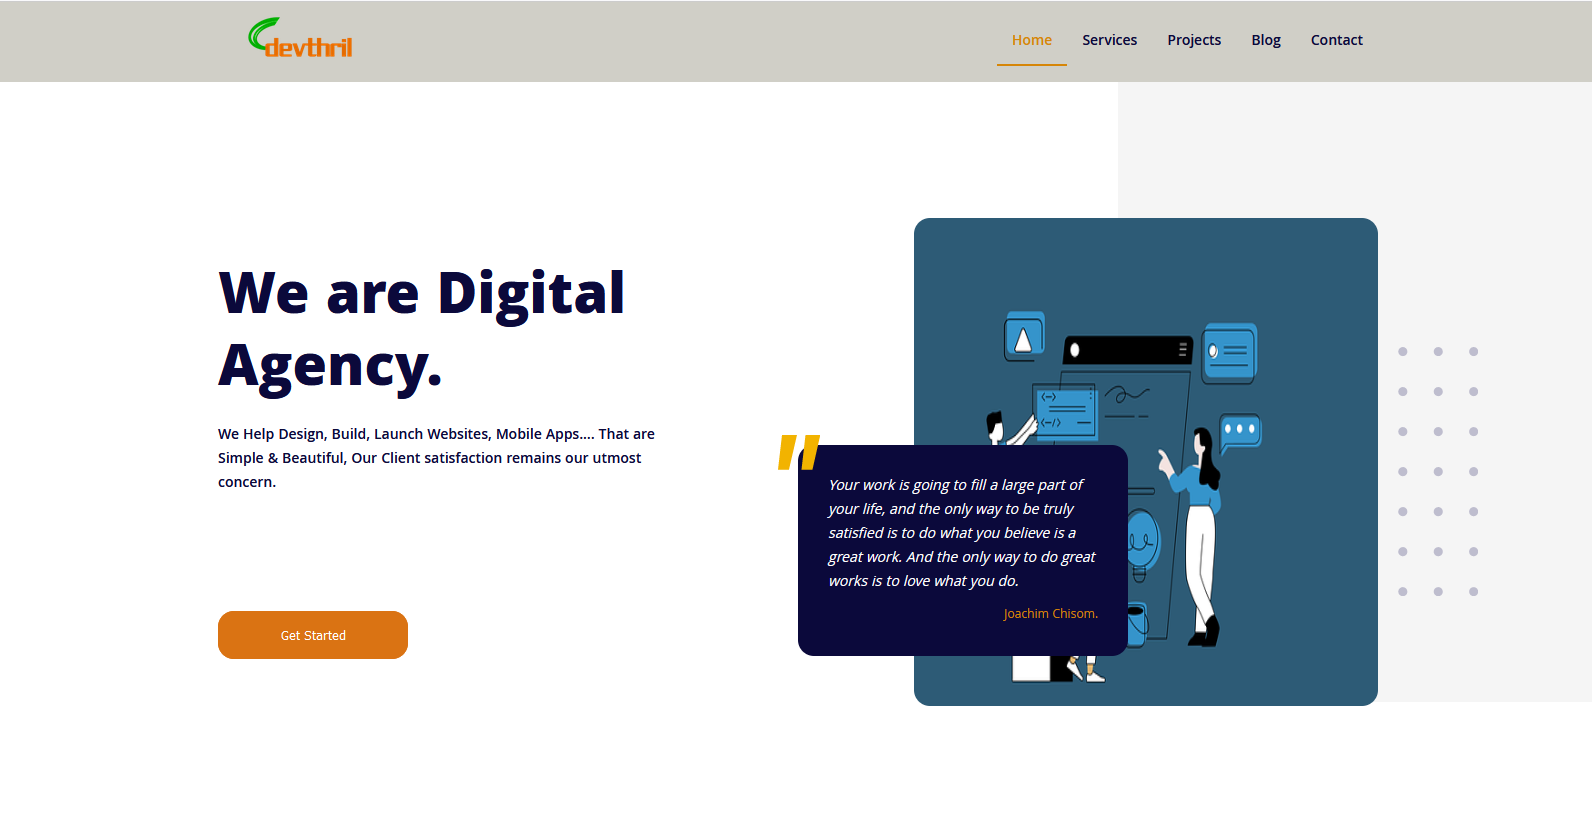 devthril
Home Services Projects Blog Contact
We are Digital
Agency.
We Help Design, Build, Launch Websites, Mobile Apps.... That are
Simple & Beautiful, Our Client satisfaction remains our utmost
concern.
Get Started
"
Your work is going to fill a large part of
your life, and the only way to be truly
satisfied is to do what you believe is a
great work. And the only way to do great
works is to love what you do.
Joachim Chisom.